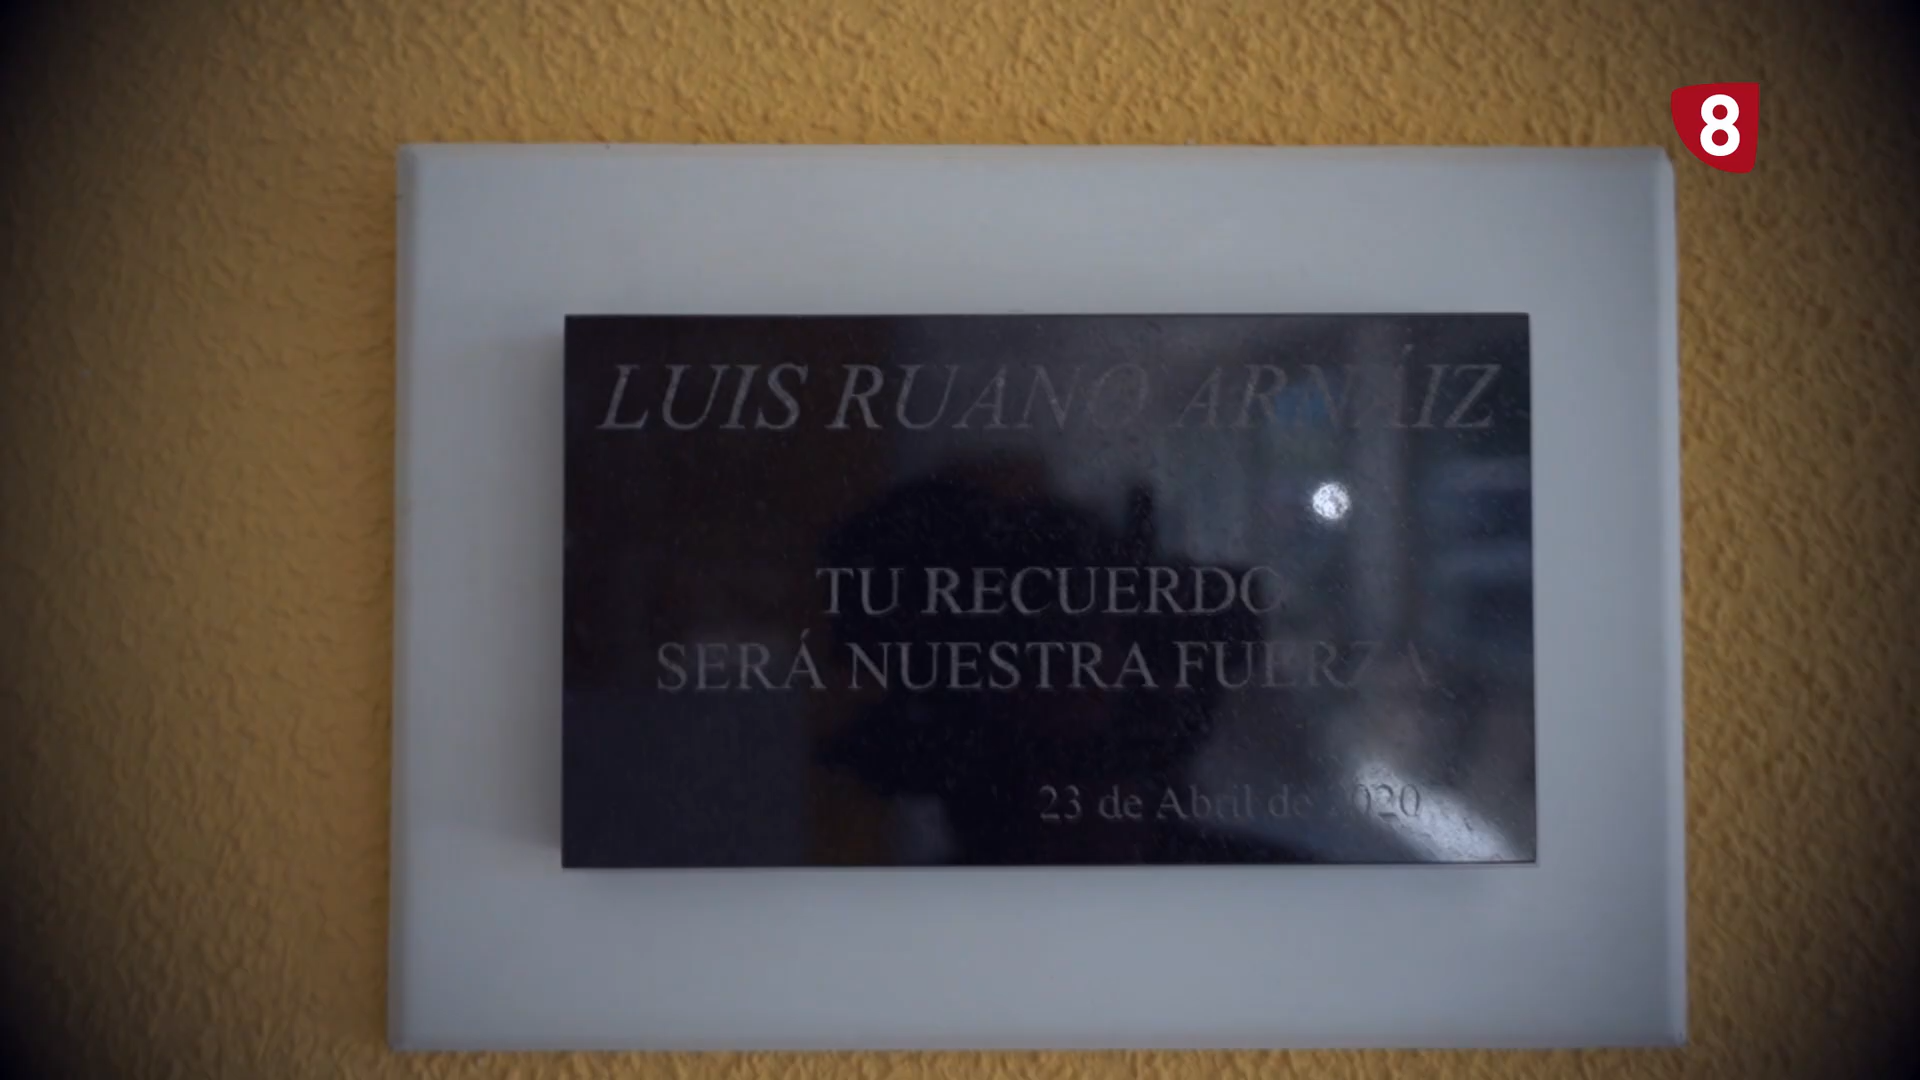 8
LUIS RUANO ARNÁIZ
TU RECUERDO
SERÁ NUESTRA FUERZA
23 de Abril de 2020